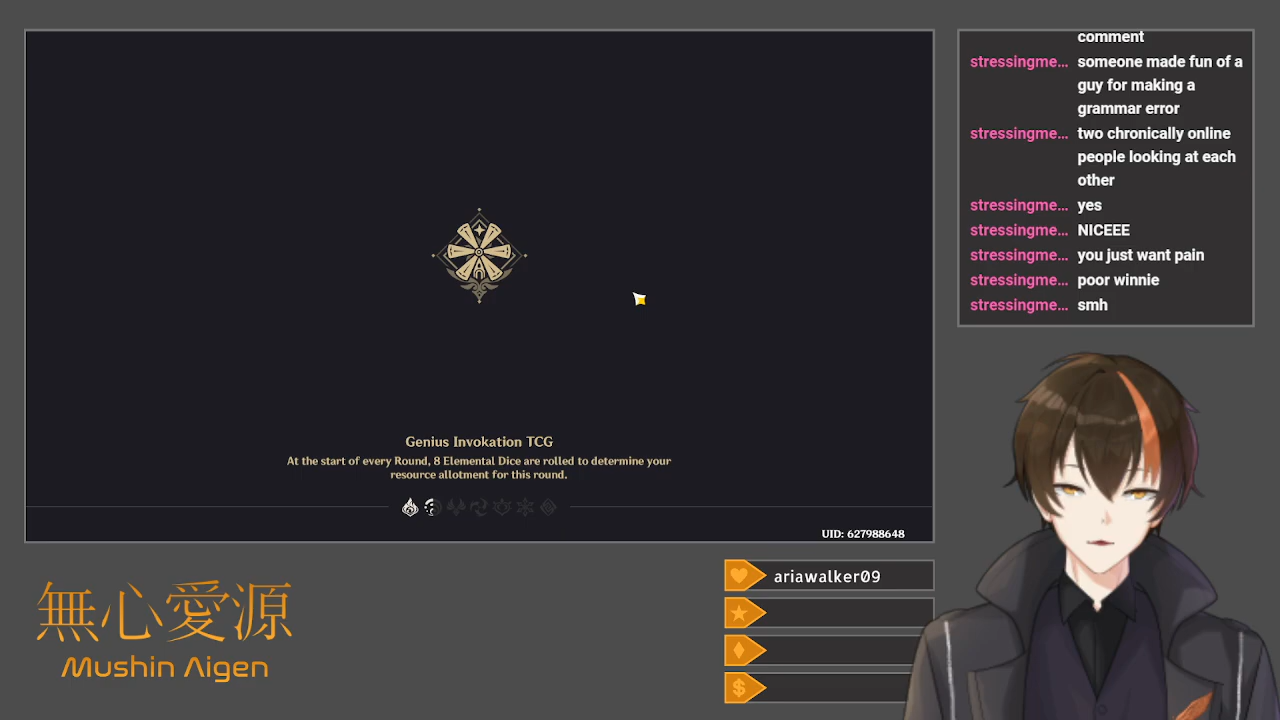 Genius Invokation TCG
At the start of every Round, 8 Elemental Dice are rolled to determine your
resource allotment for this round.
UID: 627988648
comment
stressingme… someone made fun of a
guy for making a
grammar error
stressingme… two chronically online
people looking at each
other
stressingme… yes
stressingme… NICEEE
stressingme… you just want pain
stressingme… poor winnie
stressingme… smh
無心愛源
Mushin Aigen
ariawalker09
$